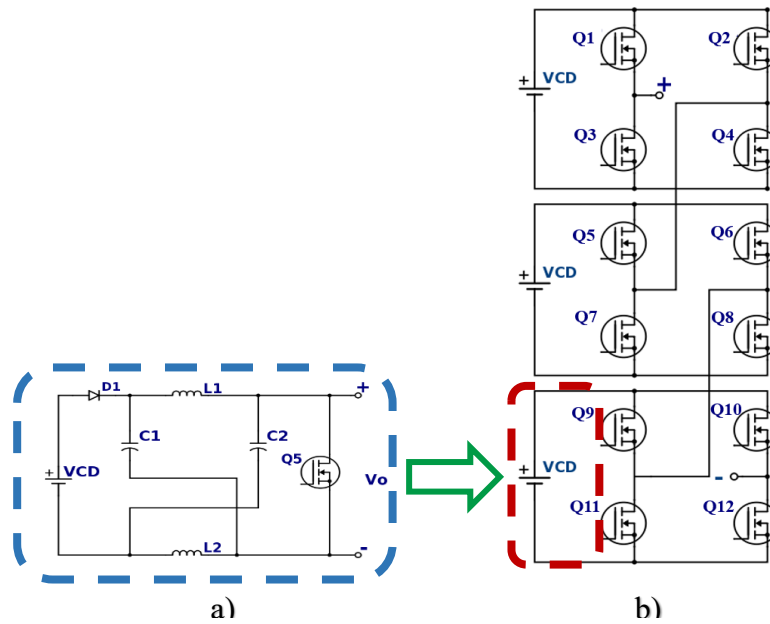 Q1
Q2
+
VCD
+
Q3
Q4
Q5
Q6
+
VCD
Q7
Q8
D1
L1
+
C1
C2
Q5
+
VCD
Vo
L2
-
Q9
Q10
+
VCD
-
Q11
Q12
a)
b)